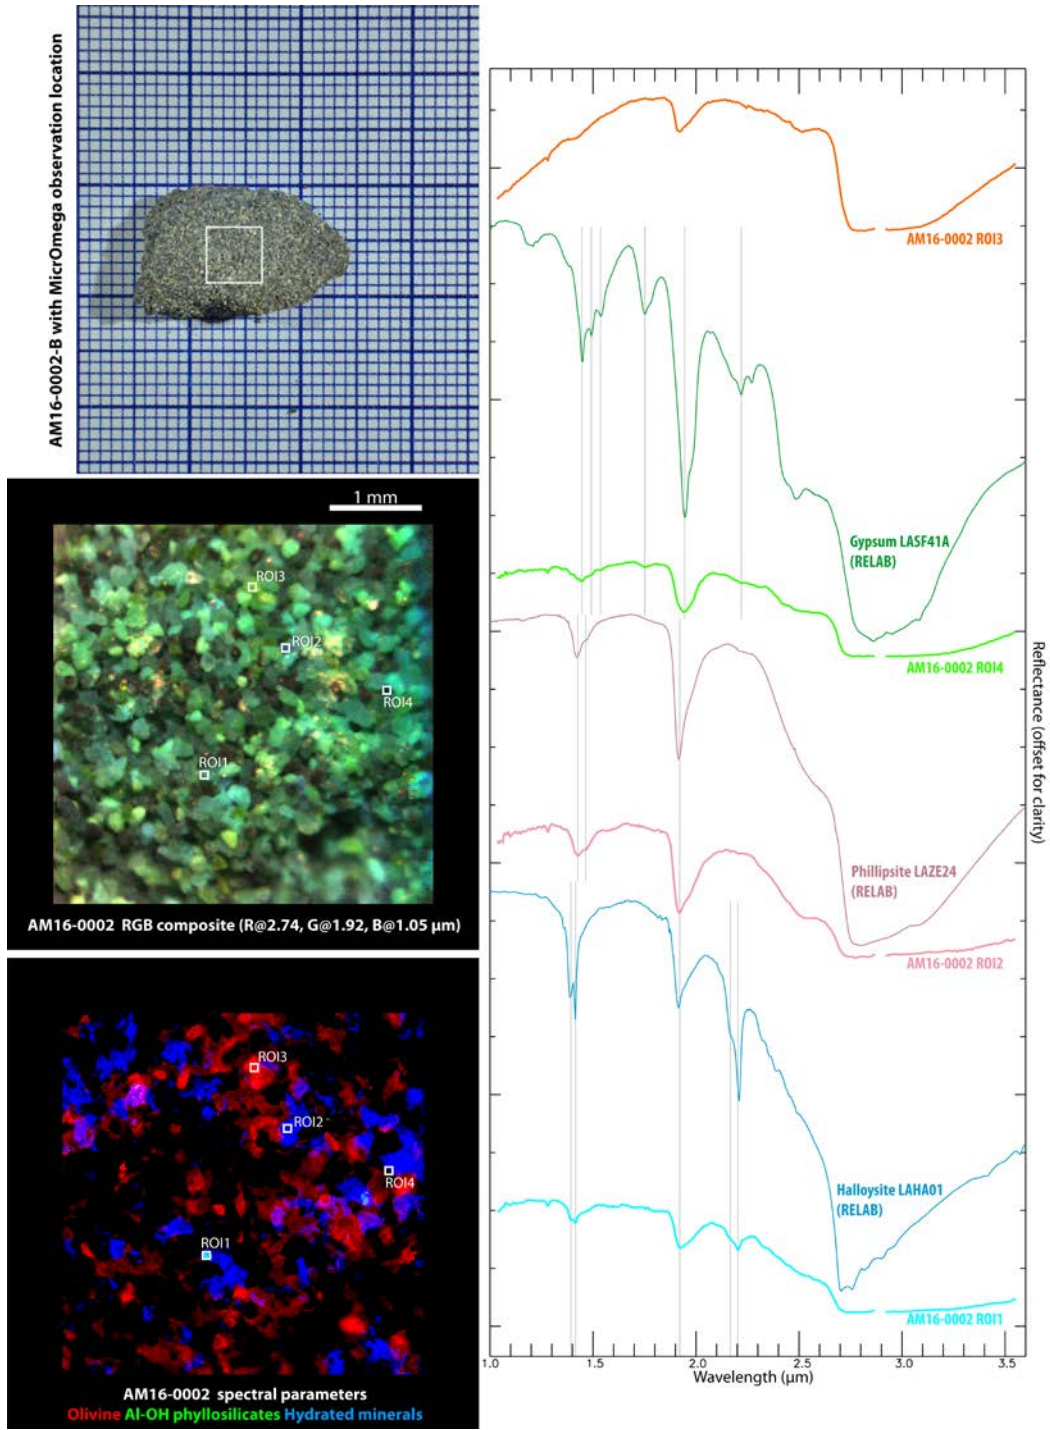 AM16-0002-B with MicrOmega observation location
1 mm
ROI3
ROI2
ROI4
ROI1
AM16-0002 RGB composite (R@2.74, G@1.92, B@1.05 µm)
ROI3
ROI2
ROI4
ROI1
AM16-0002 spectral parameters
Olivine Al-OH phyllosilicates Hydrated minerals
AM16-0002 ROI3
Gypsum LASF41A
(RELAB)
AM16-0002 ROI4
Phillipsite LAZE24
(RELAB)
AM16-0002 ROI2
Halloysite LAHA01
(RELAB)
AM16-0002 ROI1
1.0 1.5 2.0 2.5 3.0 3.5
Wavelength (µm)
Reflectance (offset for clarity)